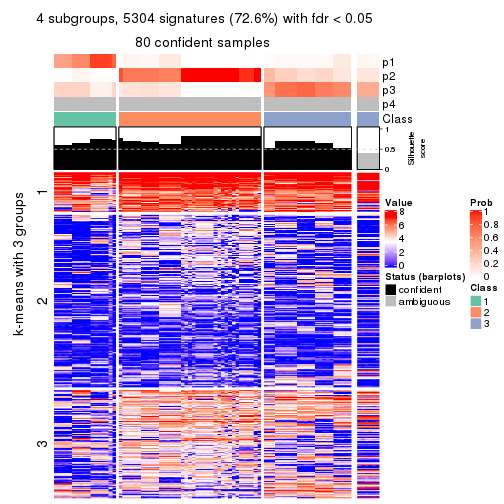 4 subgroups, 5304 signatures (72.6%) with fdr < 0.05
80 confident samples
p1
p2
p3
p4
Class
1
0.5
0
Silhouette
score
k-means with 3 groups
1
2
3
Value
8
6
4
2
0
Status (barplots)
confident
ambiguous
Prob
1
0.8
0.6
0.4
0.2
0
Class
1
2
3